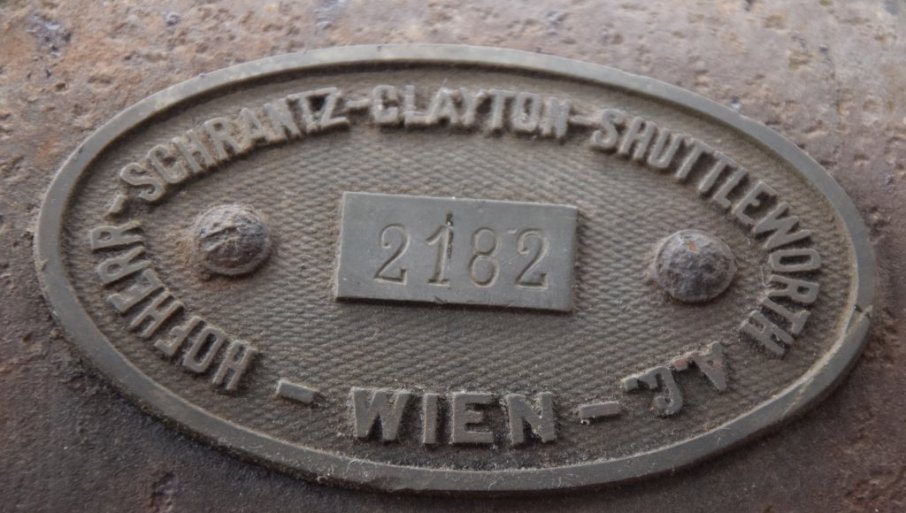 HOFHERR-SCHRANTZ-CLAYTON-SHUTTLEWORTH A.G.
2182
- WIEN -